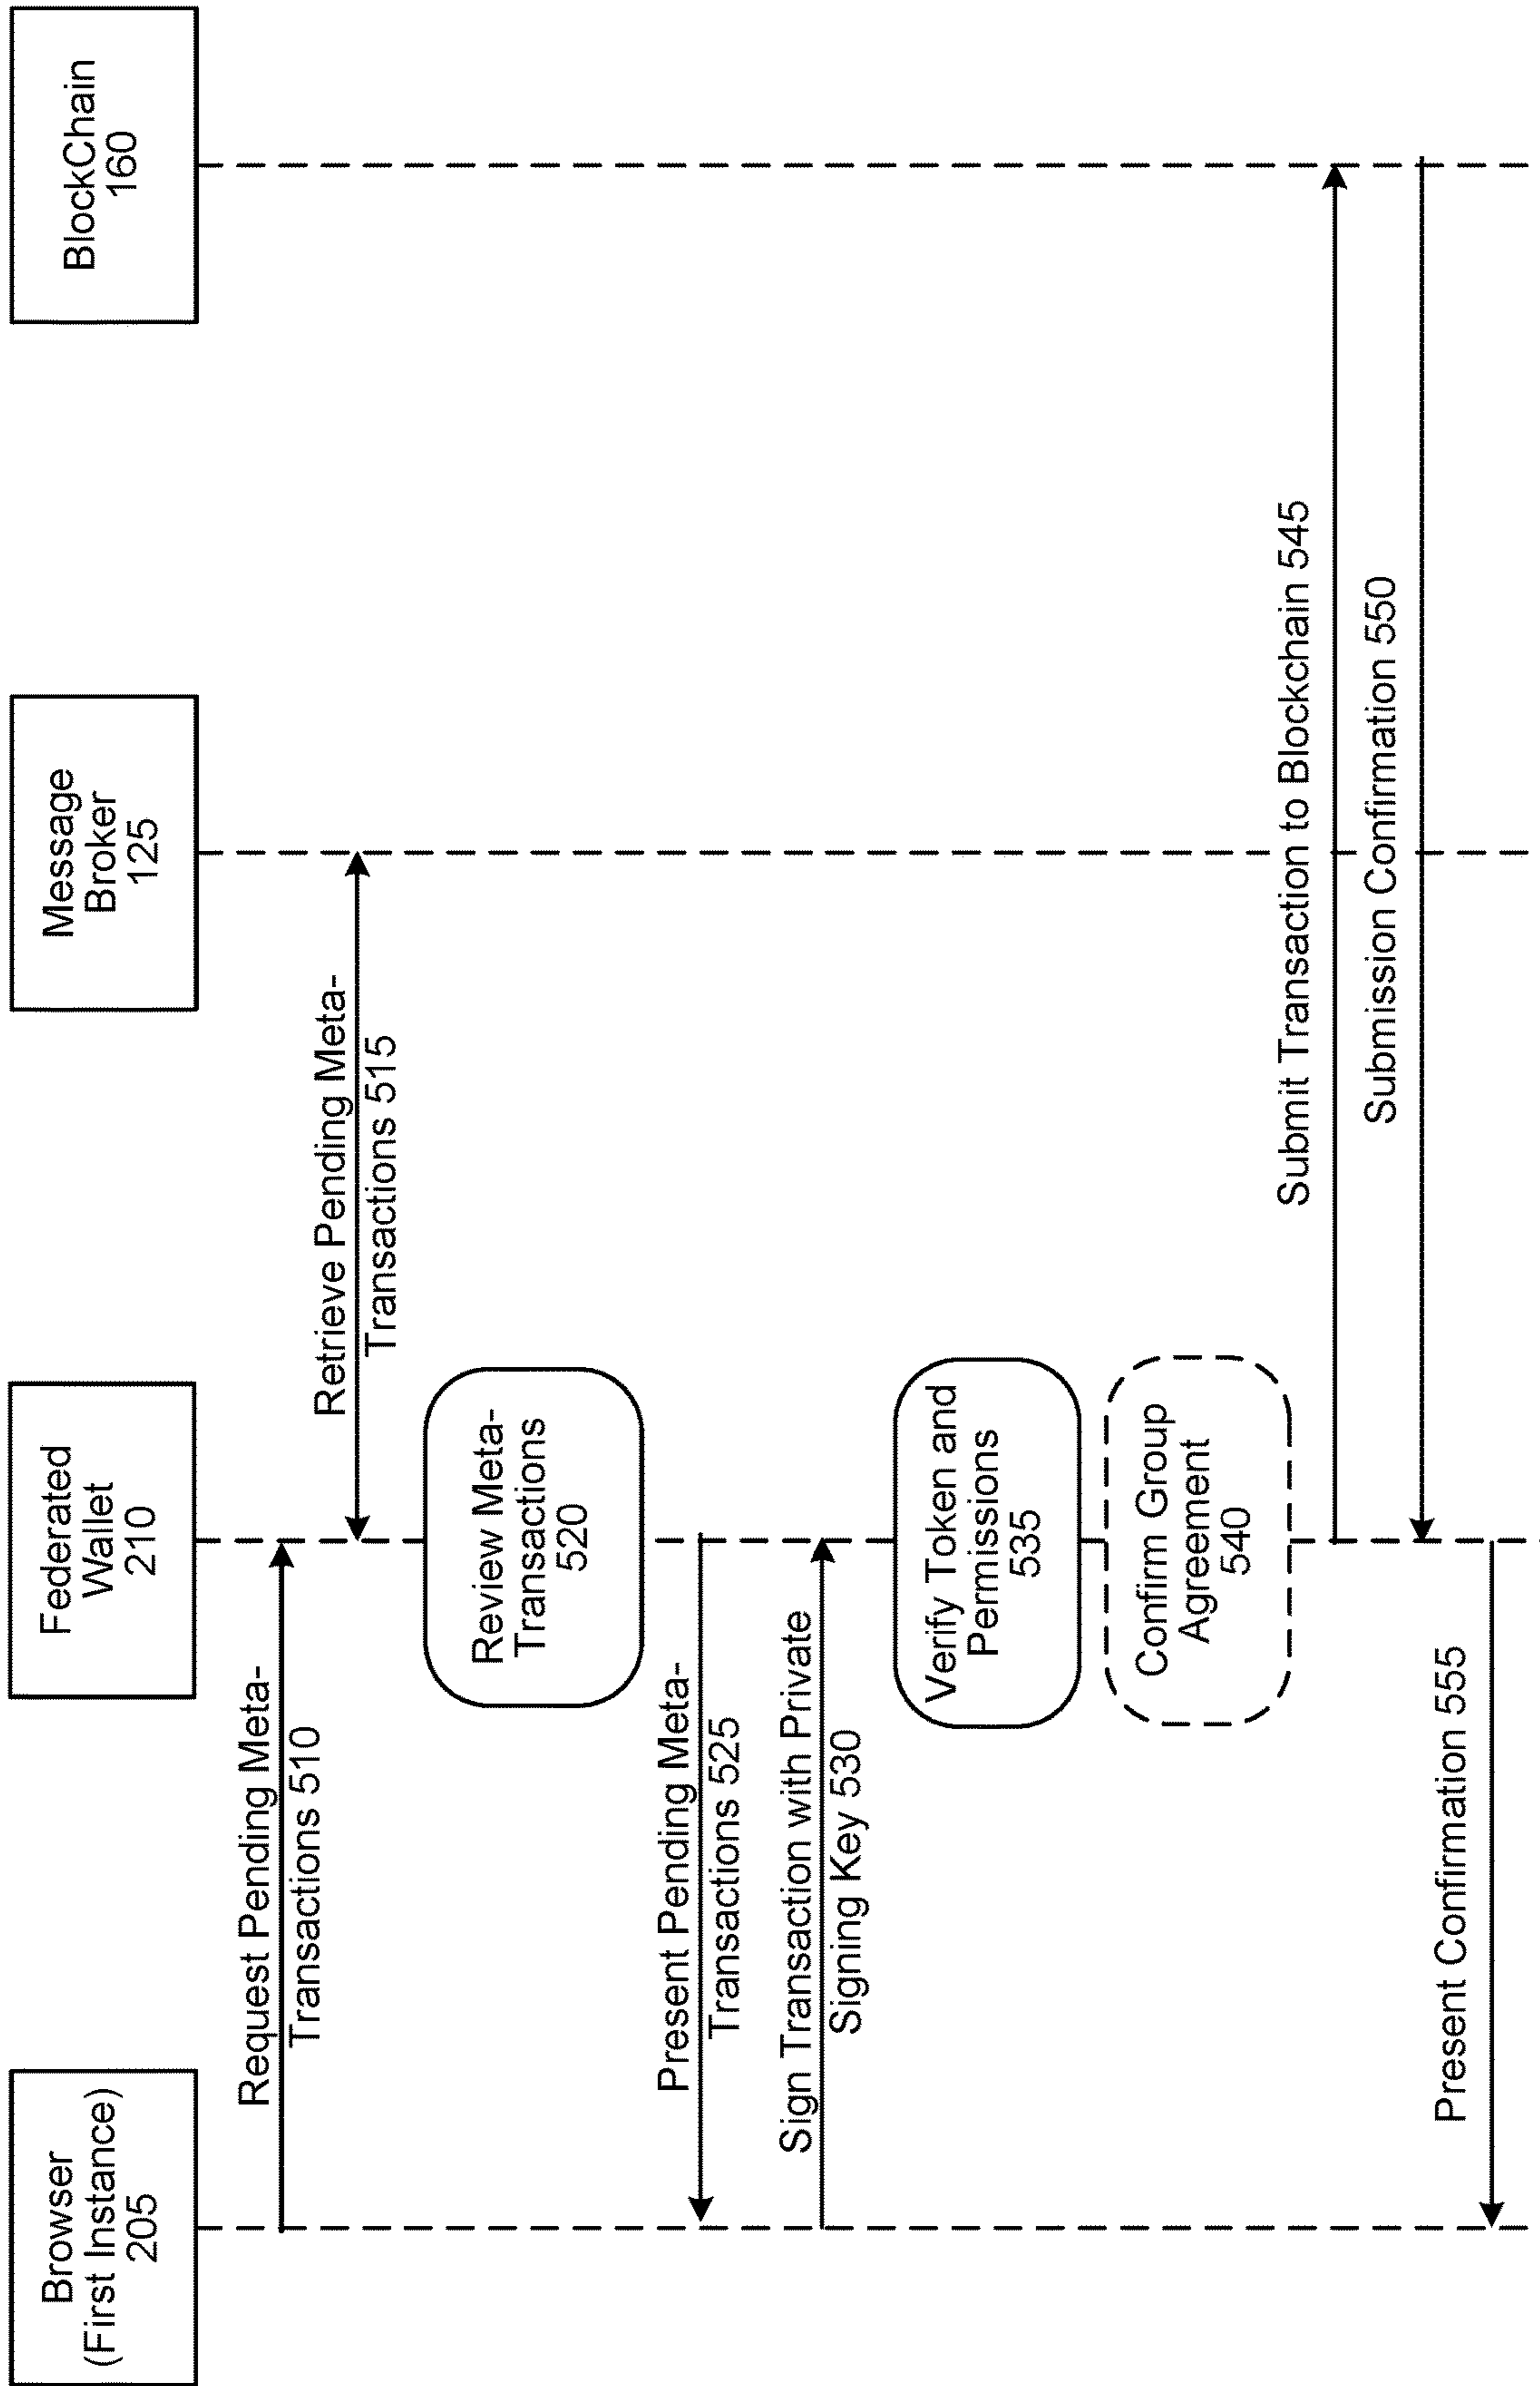 Browser
(First Instance)
205
Federated
Wallet
210
Message
Broker
125
BlockChain
160
Request Pending Meta-
Transactions 510
Retrieve Pending Meta-
Transactions 515
Review Meta-
Transactions
520
Present Pending Meta-
Transactions 525
Sign Transaction with Private
Signing Key 530
Verify Token and
Permissions
535
Confirm Group
Agreement
540
Submit Transaction to Blockchain 545
Submission Confirmation 550
Present Confirmation 555